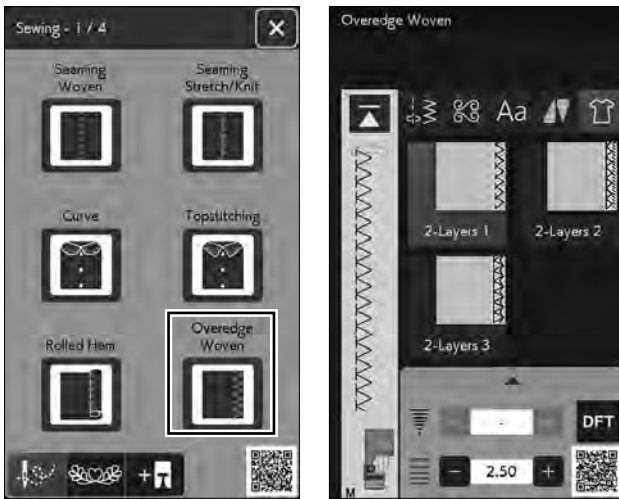 Sewing - 1 / 4
Seaming
Woven
Seaming
Stretch/Knit
Curve
Topstitching
Rolled Hem
Overedge
Woven
Overedge Woven
Aa
2-Layers 1
2-Layers 2
2-Layers 3
DFT
2.50
M